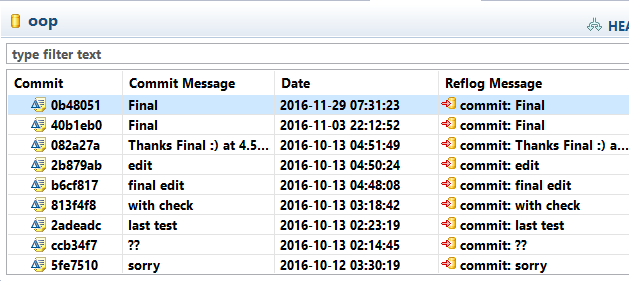 oop
HEA
type filter text
Commit Commit Message Date Reflog Message
0b48051 Final 2016-11-29 07:31:23 commit: Final
40b1eb0 Final 2016-11-03 22:12:52 commit: Final
082a27a Thanks Final :) at 4.5... 2016-10-13 04:51:49 commit: Thanks Final :) a...
2b879ab edit 2016-10-13 04:50:24 commit: edit
b6cf817 final edit 2016-10-13 04:48:08 commit: final edit
813f4f8 with check 2016-10-13 03:18:42 commit: with check
2adeadc last test 2016-10-13 02:23:19 commit: last test
ccb34f7 ?? 2016-10-13 02:14:45 commit: ??
5fe7510 sorry 2016-10-12 03:30:19 commit: sorry